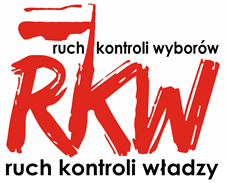 ruch kontroli wyborów
RKW
ruch kontroli władzy